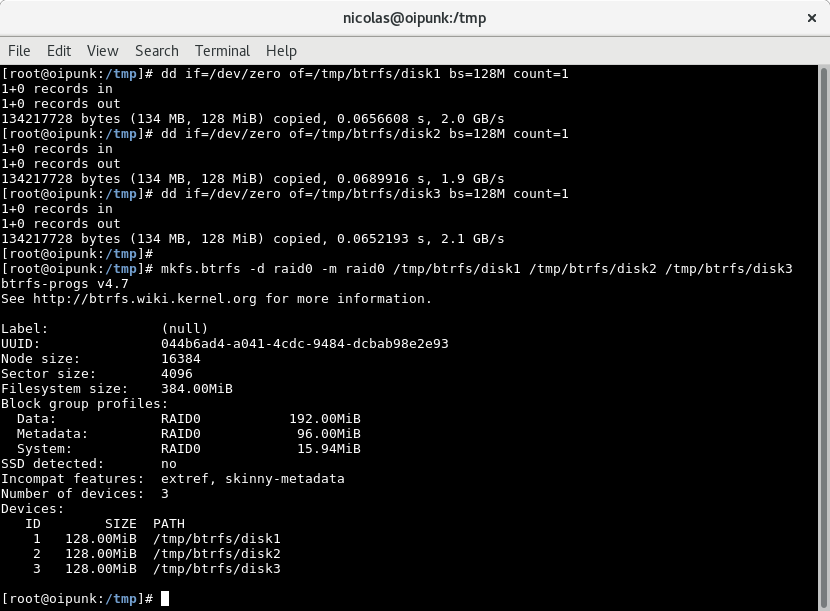 nicolas@oipunk:/tmp
File Edit View Search Terminal Help
[root@oipunk:/tmp]# dd if=/dev/zero of=/tmp/btrfs/disk1 bs=128M count=1
1+0 records in
1+0 records out
134217728 bytes (134 MB, 128 MiB) copied, 0.0656608 s, 2.0 GB/s
[root@oipunk:/tmp]# dd if=/dev/zero of=/tmp/btrfs/disk2 bs=128M count=1
1+0 records in
1+0 records out
134217728 bytes (134 MB, 128 MiB) copied, 0.0689916 s, 1.9 GB/s
[root@oipunk:/tmp]# dd if=/dev/zero of=/tmp/btrfs/disk3 bs=128M count=1
1+0 records in
1+0 records out
134217728 bytes (134 MB, 128 MiB) copied, 0.0652193 s, 2.1 GB/s
[root@oipunk:/tmp]#
[root@oipunk:/tmp]# mkfs.btrfs -d raid0 -m raid0 /tmp/btrfs/disk1 /tmp/btrfs/disk2 /tmp/btrfs/disk3
btrfs-progs v4.7
See http://btrfs.wiki.kernel.org for more information.

Label:              (null)
UUID:               044b6ad4-a041-4cdc-9484-dcbab98e2e93
Node size:          16384
Sector size:        4096
Filesystem size:    384.00MiB
Block group profiles:
  Data:             RAID0           192.00MiB
  Metadata:         RAID0            96.00MiB
  System:           RAID0            15.94MiB
SSD detected:       no
Incompat features:  extref, skinny-metadata
Number of devices:  3
Devices:
   ID        SIZE  PATH
    1   128.00MiB  /tmp/btrfs/disk1
    2   128.00MiB  /tmp/btrfs/disk2
    3   128.00MiB  /tmp/btrfs/disk3

[root@oipunk:/tmp]#